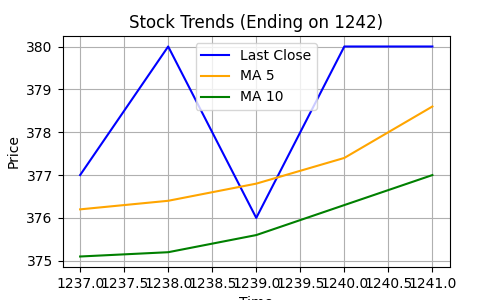 Stock Trends (Ending on 1242)
Last Close
MA 5
MA 10
Price
380
379
378
377
376
375
1237.0 1237.5 1238.0 1238.5 1239.0 1239.5 1240.0 1240.5 1241.0
Time